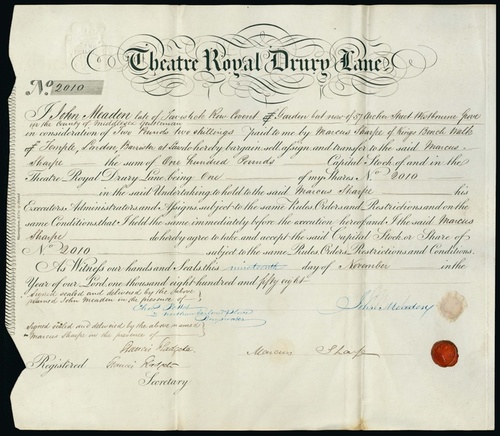 Theatre Royal Drury Lane.
No. 2010
I John Meaden late of Tavistock Row Covent Garden but now of 57 Archer Street Westbourne Grove
in the County of Middlesex Gentleman
in consideration of Two Pounds two shillings paid to me by Marcus Sharpe of Kings Bench Walk
Temple, London, Barrister at Law do hereby bargain, sell, assign, and transfer to the said Marcus
Sharpe the sum of One Hundred Pounds Capital Stock of and in the
Theatre Royal Drury Lane, being One of my Shares No. 2010
in the said Undertaking to hold to the said Marcus Sharpe his
Executors, Administrators, and Assigns, subject to the same Rules, Orders, and Restrictions, and on the
same Conditions, that I held the same immediately before the execution hereof, and I the said Marcus
Sharpe do hereby agree to take and accept the said Capital Stock or Share of
No. 2010 subject to the same Rules, Orders, Restrictions and Conditions.
As Witness our hands and Seals this nineteenth day of November in the
Year of our Lord, one thousand eight hundred and fifty eight
Signed sealed and delivered by the above
named John Meaden in the presence of
John Meaden
Signed sealed and delivered by the above named
Marcus Sharpe in the presence of
Marcus Sharpe
Registered
Secretary